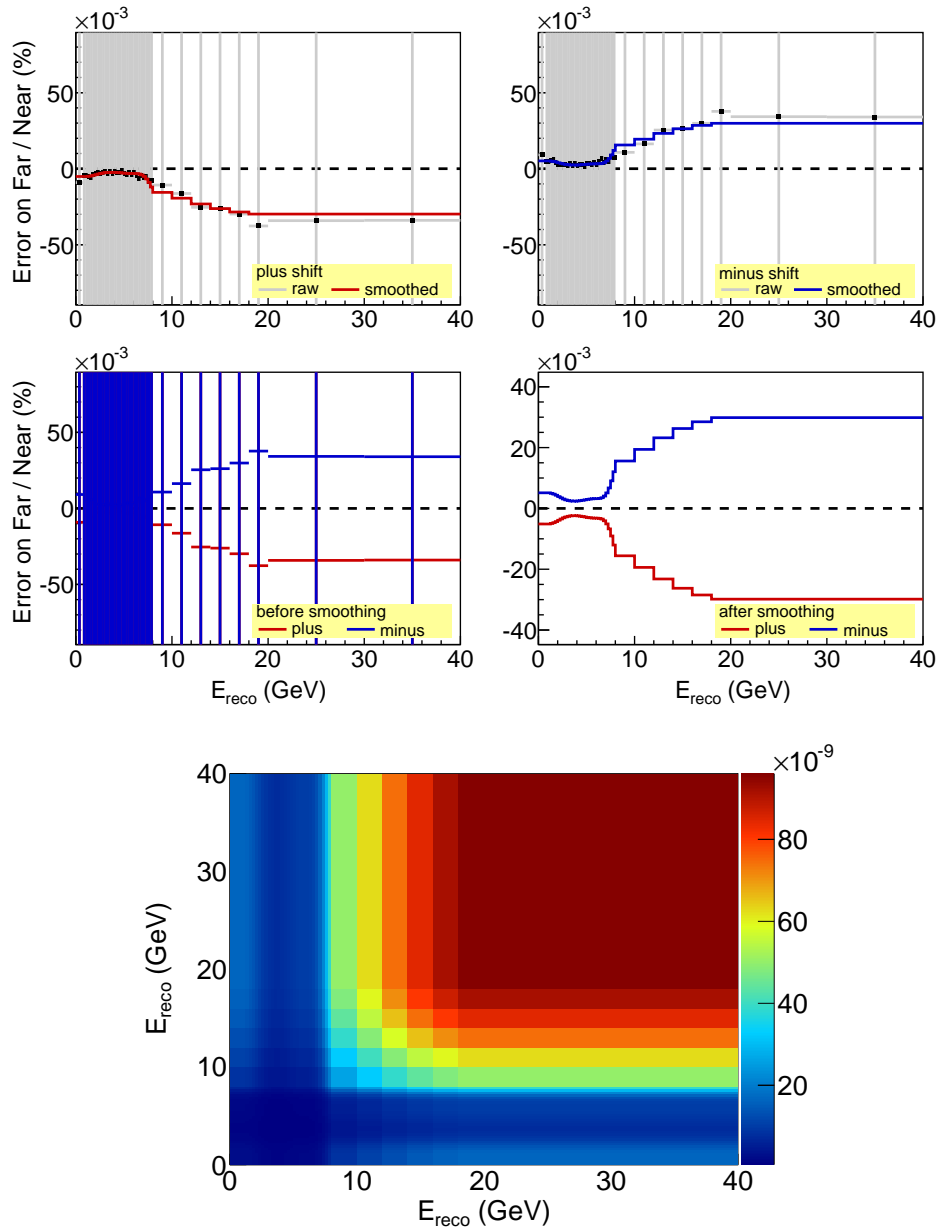 ×10⁻³
Error on Far / Near (%)
50
0
-50
plus shift
raw smoothed
0 10 20 30 40
×10⁻³
50
0
-50
minus shift
raw smoothed
0 10 20 30 40
×10⁻³
Error on Far / Near (%)
50
0
-50
before smoothing
plus minus
0 10 20 30 40
E_reco (GeV)
×10⁻³
40
20
0
-20
-40
after smoothing
plus minus
0 10 20 30 40
E_reco (GeV)
×10⁻⁹
E_reco (GeV)
40
30
20
10
0
0 10 20 30 40
E_reco (GeV)
80
60
40
20